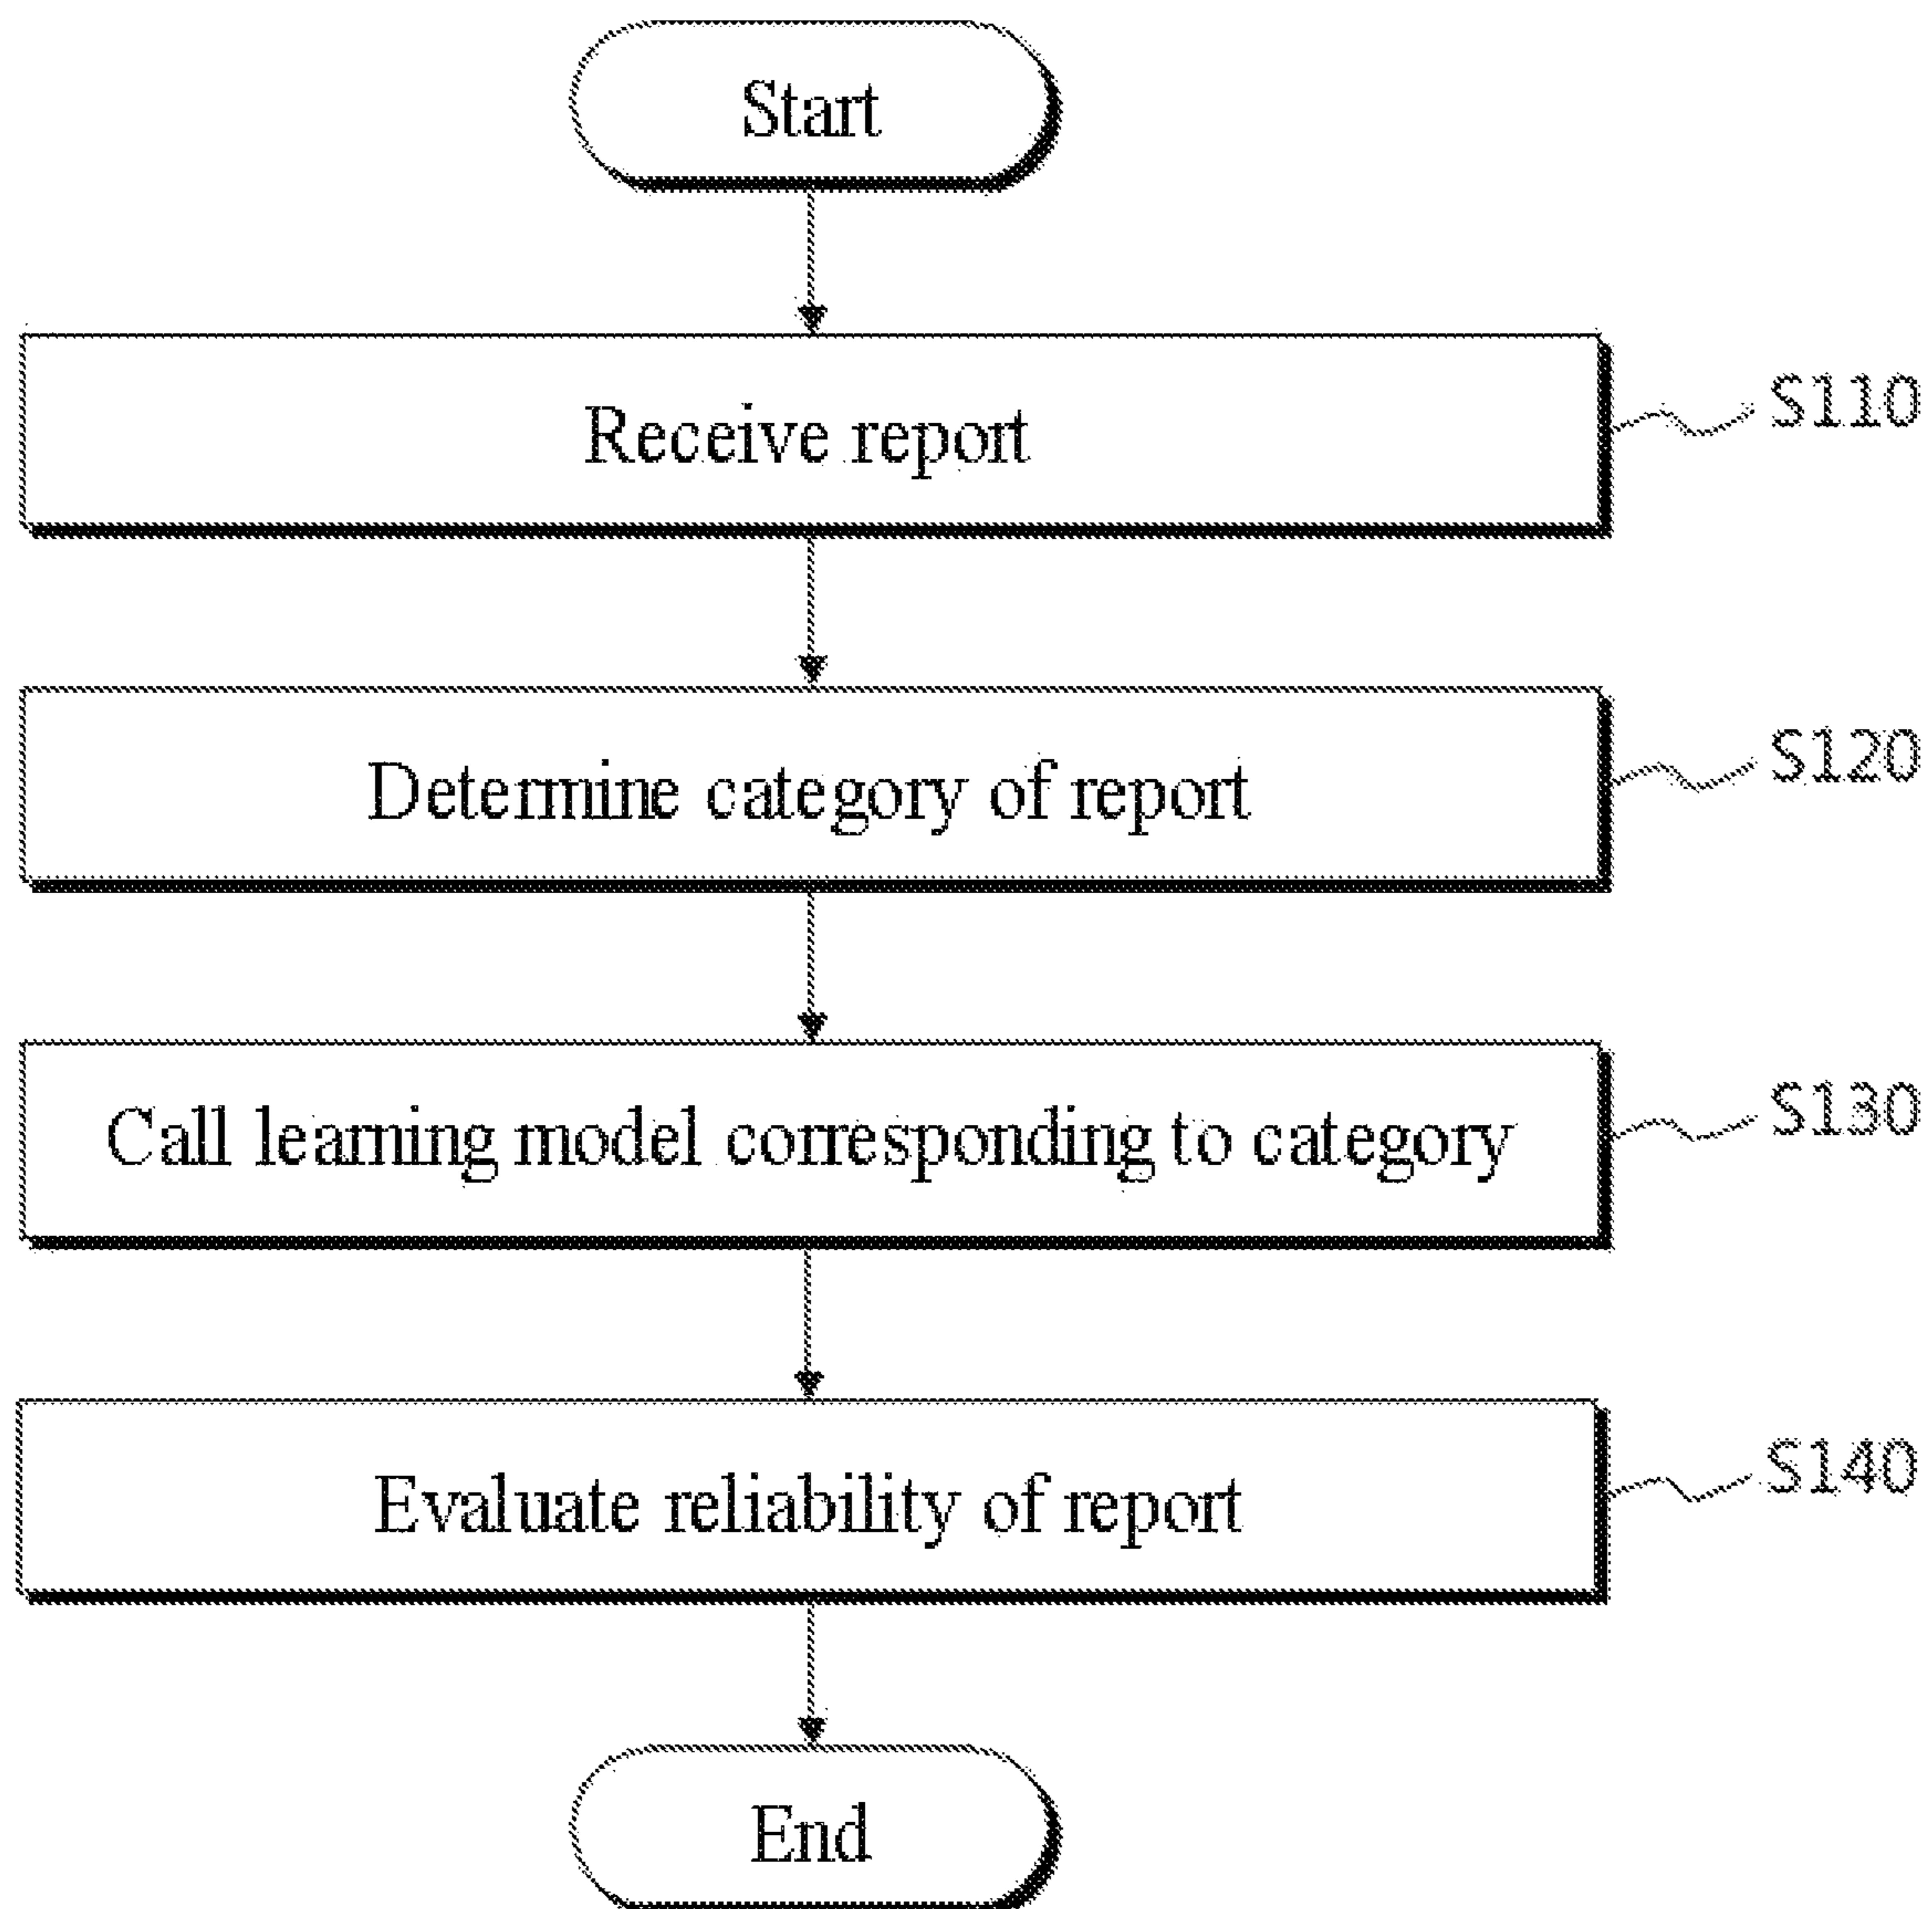 Start
Receive report
S110
Determine category of report
S120
Call learning model corresponding to category
S130
Evaluate reliability of report
S140
End